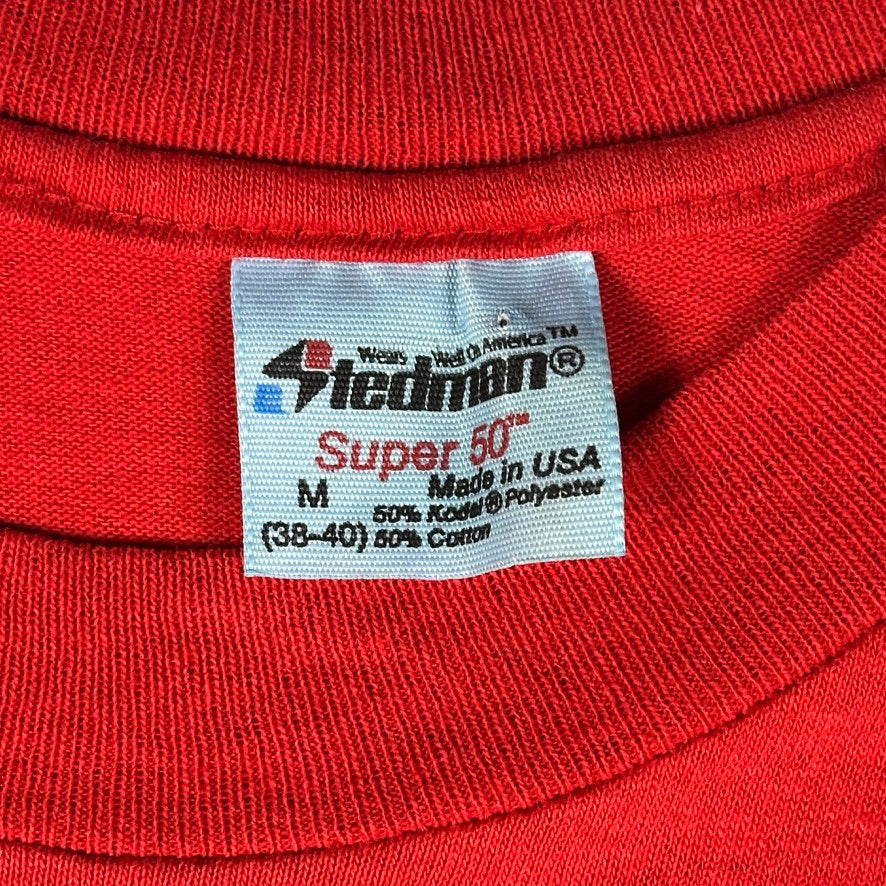 Wears Well On America™
Stedman®
Super 50™
M Made in USA
50% Kodel® Polyester
(38-40) 50% Cotton